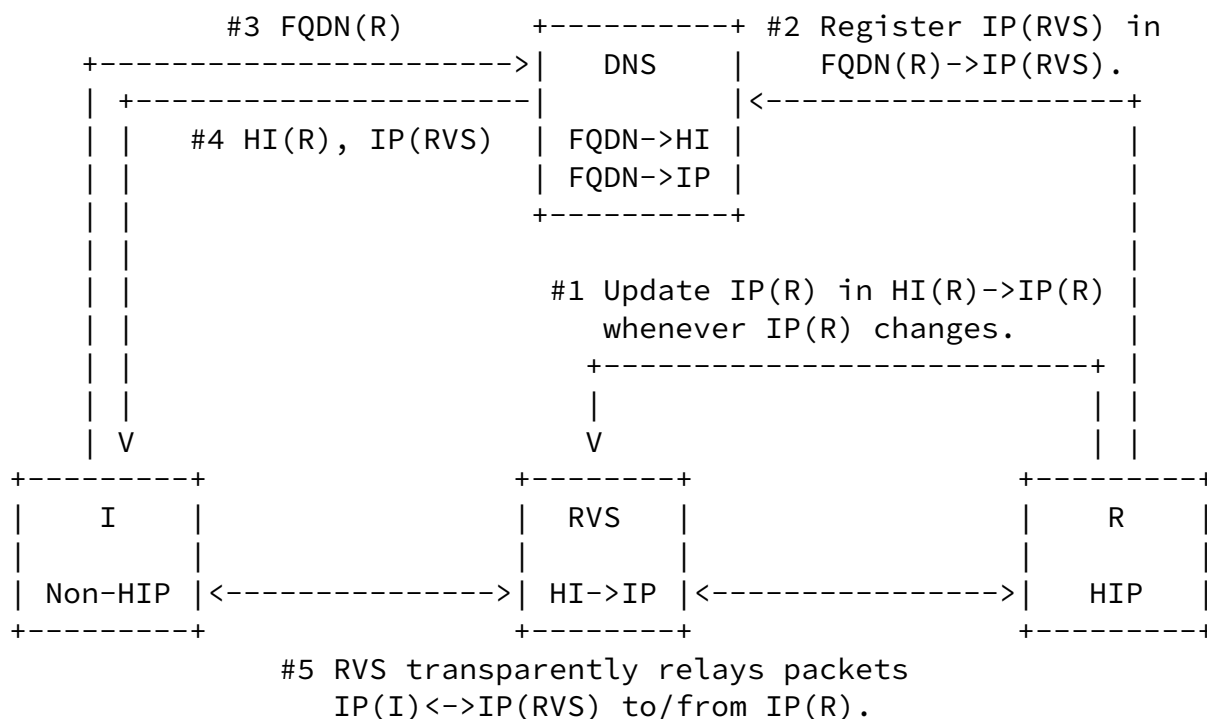 #3 FQDN(R)
#2 Register IP(RVS) in
FQDN(R)->IP(RVS).
DNS
#4 HI(R), IP(RVS)
FQDN->HI
FQDN->IP
#1 Update IP(R) in HI(R)->IP(R)
whenever IP(R) changes.
I
RVS
R
Non-HIP
HI->IP
HIP
#5 RVS transparently relays packets
IP(I)<->IP(RVS) to/from IP(R).